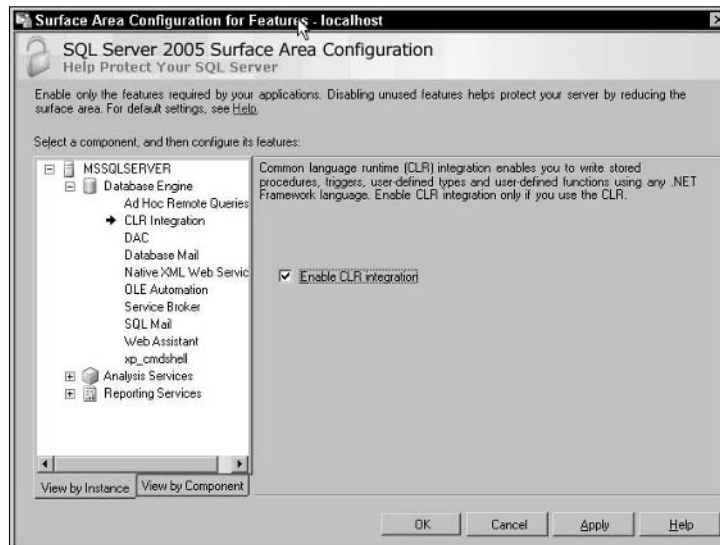 Surface Area Configuration for Features - localhost
SQL Server 2005 Surface Area Configuration
Help Protect Your SQL Server
Enable only the features required by your applications. Disabling unused features helps protect your server by reducing the
surface area. For default settings, see Help.
Select a component, and then configure its features:
MSSQLSERVER
Database Engine
Ad Hoc Remote Queries
CLR Integration
DAC
Database Mail
Native XML Web Servic
OLE Automation
Service Broker
SQL Mail
Web Assistant
xp_cmdshell
Analysis Services
Reporting Services
View by Instance
View by Component
Common language runtime (CLR) integration enables you to write stored
procedures, triggers, user-defined types and user-defined functions using any .NET
Framework language. Enable CLR integration only if you use the CLR.
Enable CLR integration
OK
Cancel
Apply
Help